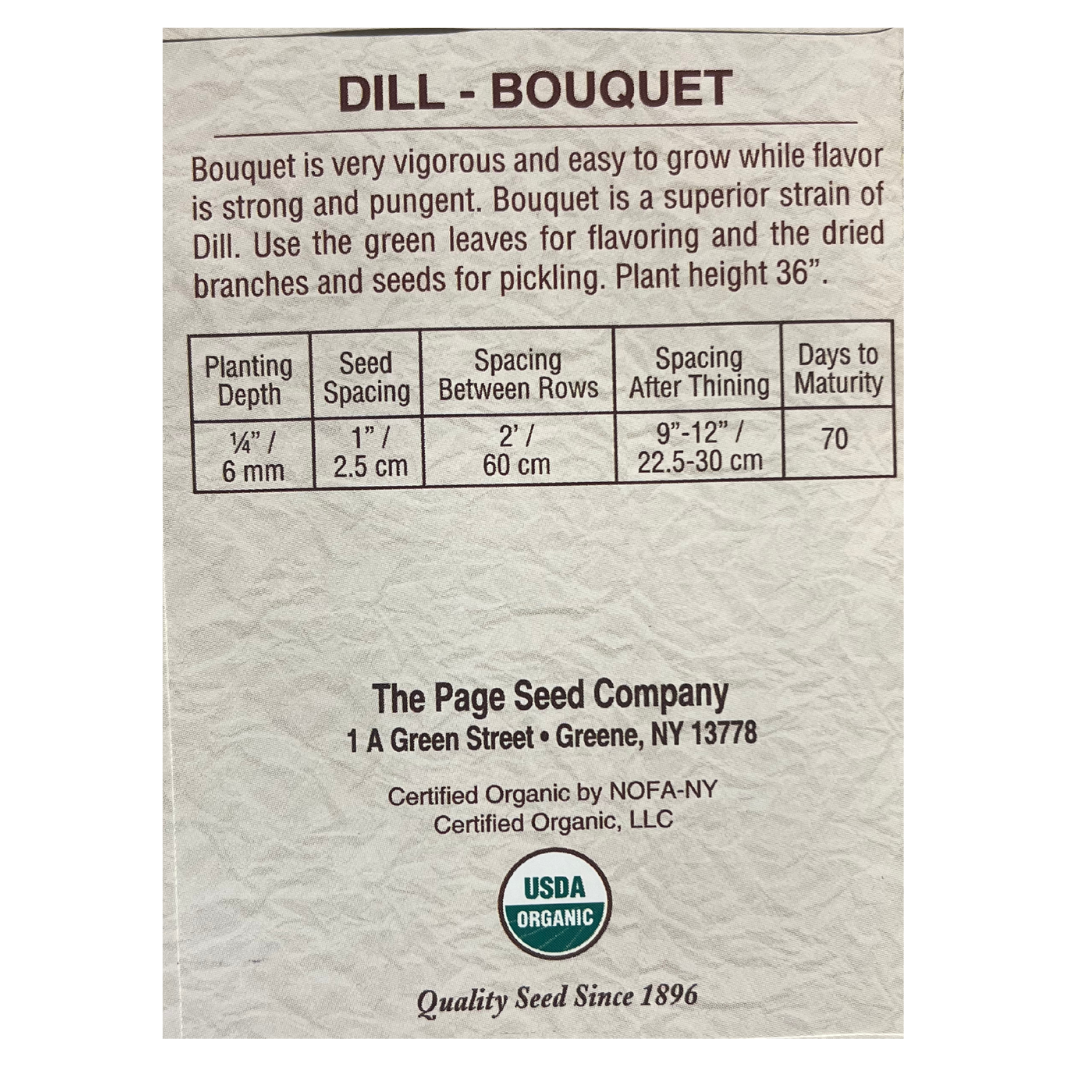 DILL - BOUQUET
Bouquet is very vigorous and easy to grow while flavor
is strong and pungent. Bouquet is a superior strain of
Dill. Use the green leaves for flavoring and the dried
branches and seeds for pickling. Plant height 36”.
Planting Depth
Seed Spacing
Spacing Between Rows
Spacing After Thining
Days to Maturity
¼” / 6 mm
1” / 2.5 cm
2’ / 60 cm
9”-12” / 22.5-30 cm
70
The Page Seed Company
1 A Green Street • Greene, NY 13778
Certified Organic by NOFA-NY
Certified Organic, LLC
USDA
ORGANIC
Quality Seed Since 1896